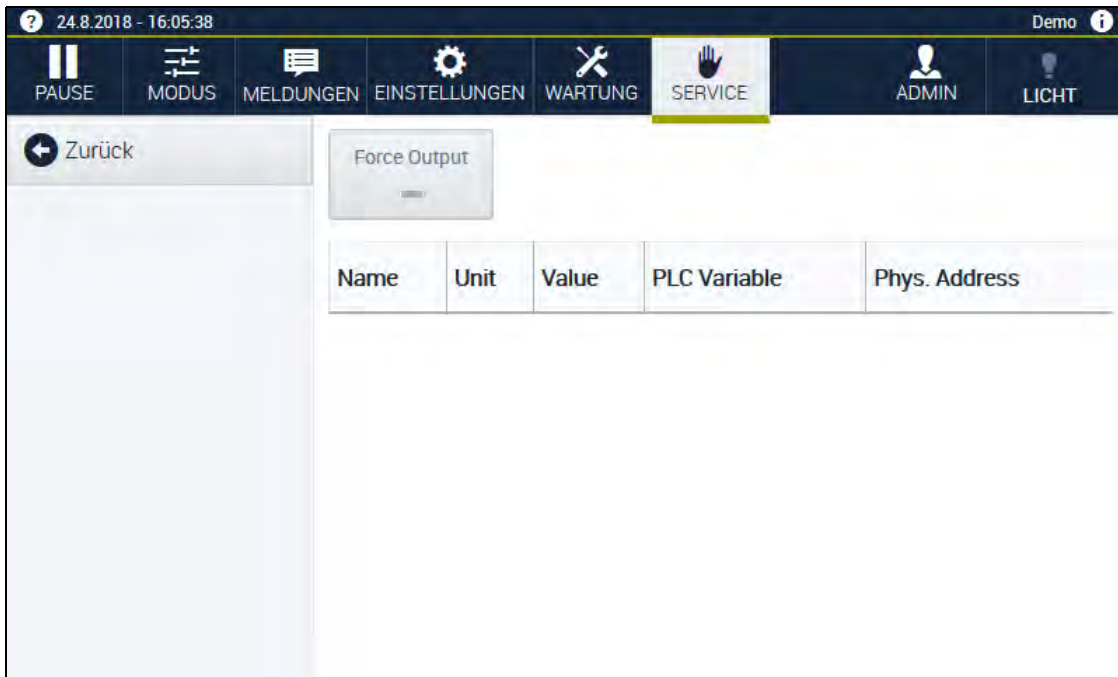 24.8.2018 - 16:05:38 Demo
PAUSE MODUS MELDUNGEN EINSTELLUNGEN WARTUNG SERVICE ADMIN LICHT
Zurück
Force Output
Name Unit Value PLC Variable Phys. Address